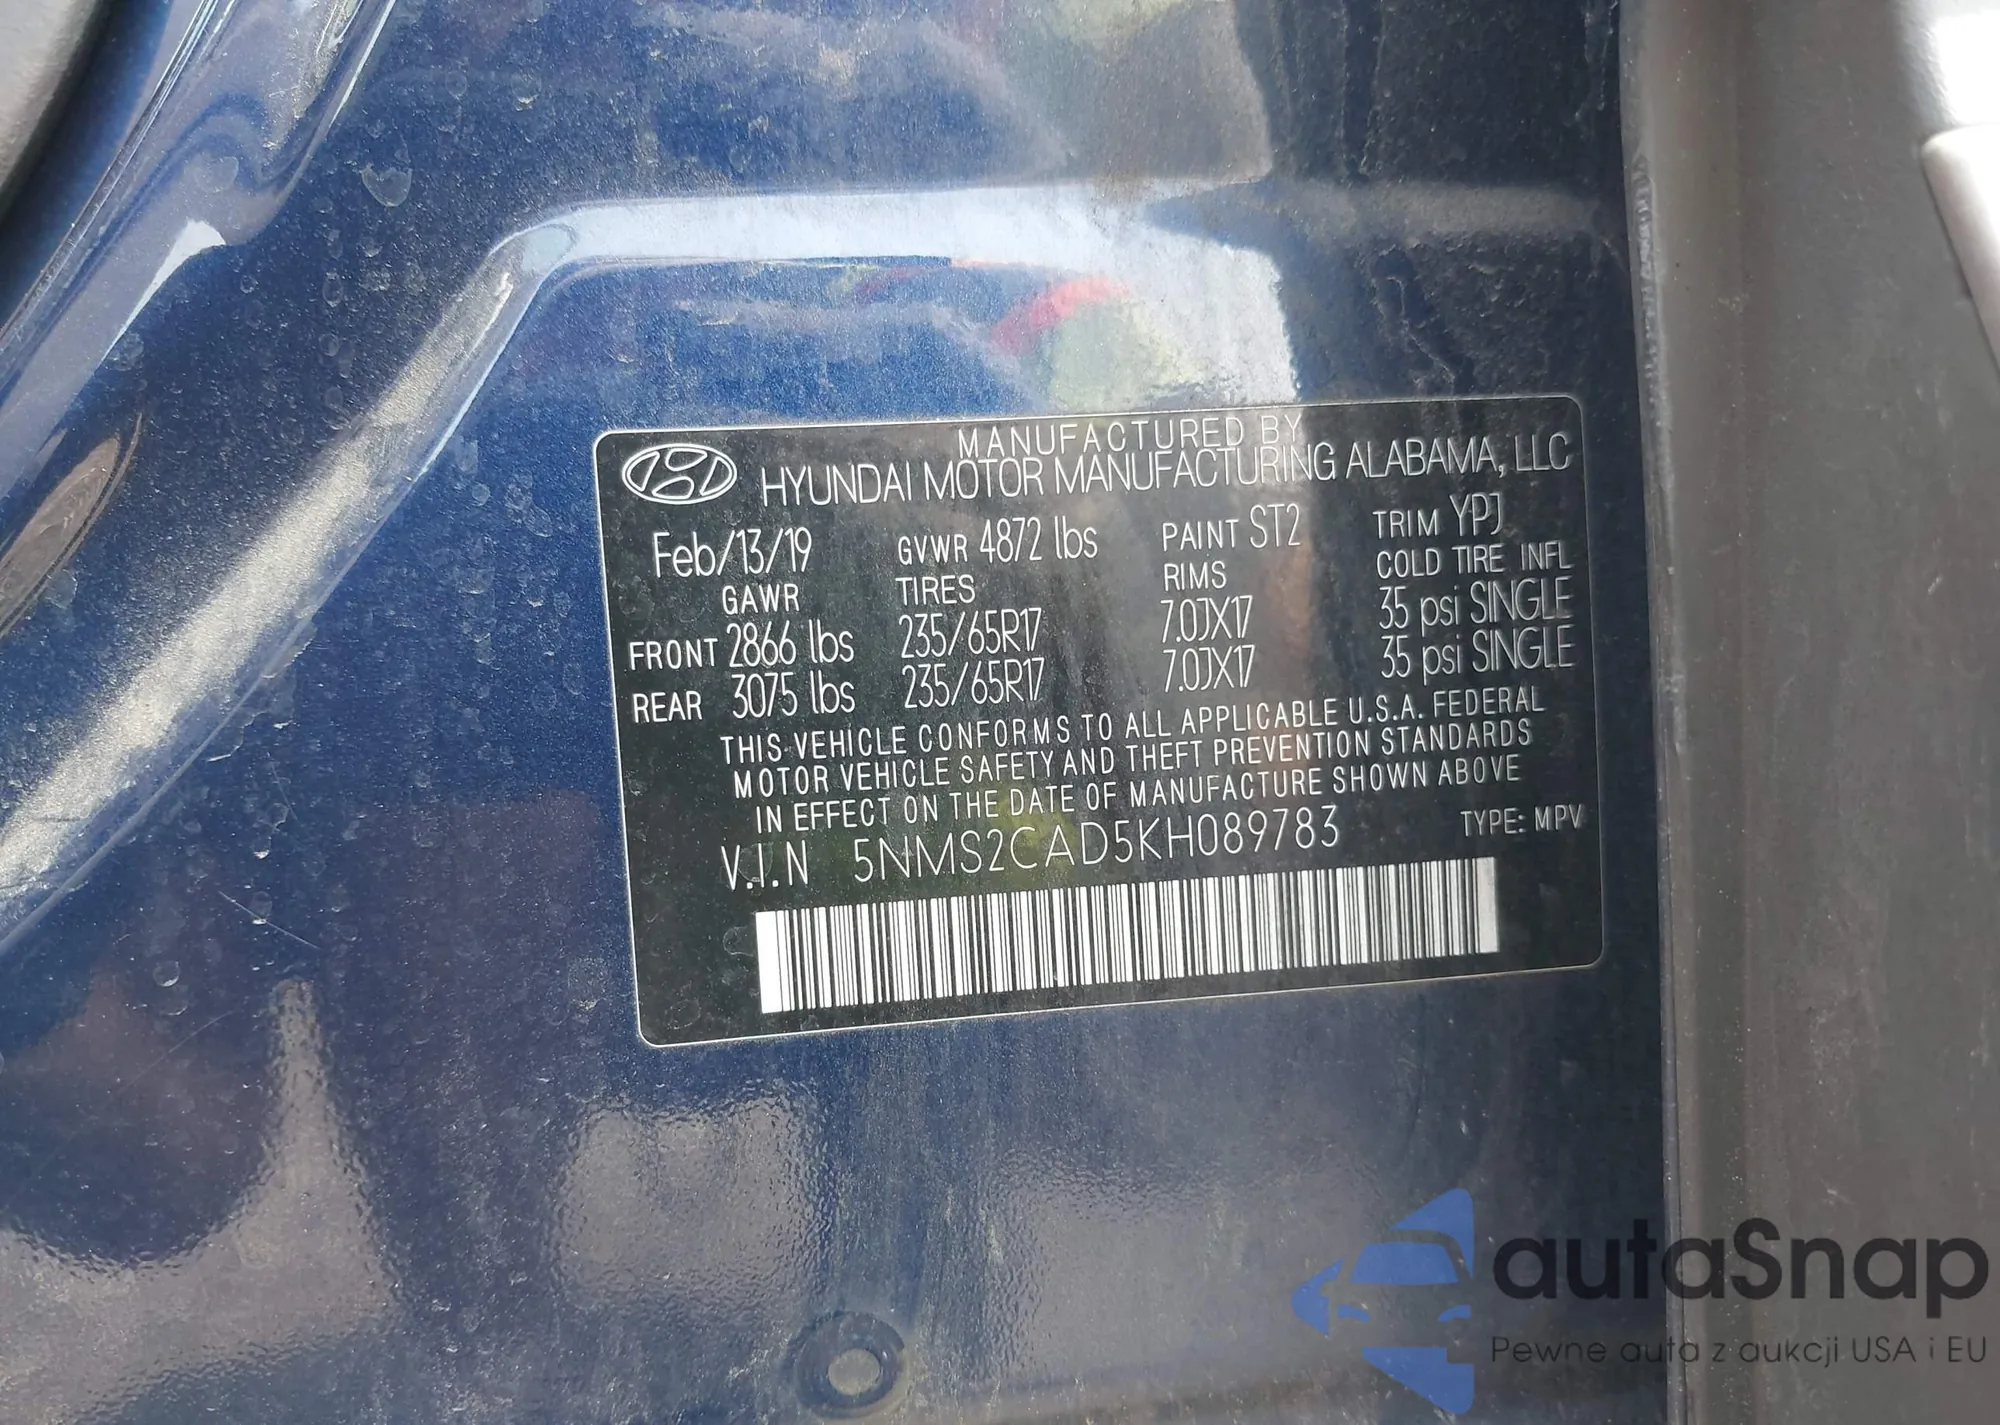 MANUFACTURED BY
HYUNDAI MOTOR MANUFACTURING ALABAMA, LLC
Feb/13/19 GVWR 4872 lbs PAINT ST2 TRIM YPJ
GAWR TIRES RIMS COLD TIRE INFL
FRONT 2866 lbs 235/65R17 7.0JX17 35 psi SINGLE
REAR 3075 lbs 235/65R17 7.0JX17 35 psi SINGLE
THIS VEHICLE CONFORMS TO ALL APPLICABLE U.S.A. FEDERAL
MOTOR VEHICLE SAFETY AND THEFT PREVENTION STANDARDS
IN EFFECT ON THE DATE OF MANUFACTURE SHOWN ABOVE
V.I.N 5NMS2CAD5KH089783 TYPE: MPV
autaSnap
Pewne auta z aukcji USA i EU